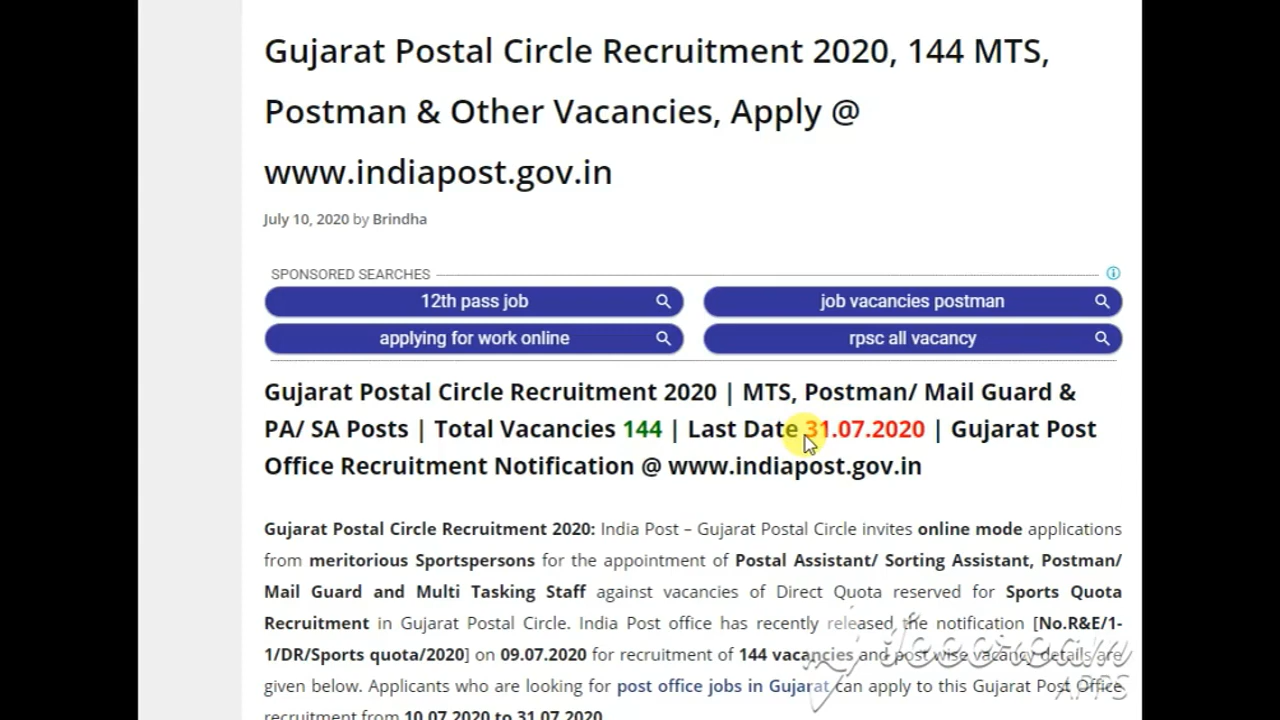 Gujarat Postal Circle Recruitment 2020, 144 MTS,
Postman & Other Vacancies, Apply @
www.indiapost.gov.in
July 10, 2020 by Brindha
SPONSORED SEARCHES
12th pass job
job vacancies postman
applying for work online
rpsc all vacancy
Gujarat Postal Circle Recruitment 2020 | MTS, Postman/ Mail Guard &
PA/ SA Posts | Total Vacancies 144 | Last Date 31.07.2020 | Gujarat Post
Office Recruitment Notification @ www.indiapost.gov.in
Gujarat Postal Circle Recruitment 2020: India Post – Gujarat Postal Circle invites online mode applications
from meritorious Sportspersons for the appointment of Postal Assistant/ Sorting Assistant, Postman/
Mail Guard and Multi Tasking Staff against vacancies of Direct Quota reserved for Sports Quota
Recruitment in Gujarat Postal Circle. India Post office has recently released the notification [No.R&E/1-
1/DR/Sports quota/2020] on 09.07.2020 for recruitment of 144 vacancies and post wise vacancy details are
given below. Applicants who are looking for post office jobs in Gujarat can apply to this Gujarat Post Office
recruitment from 10.07.2020 to 31.07.2020.
APPS